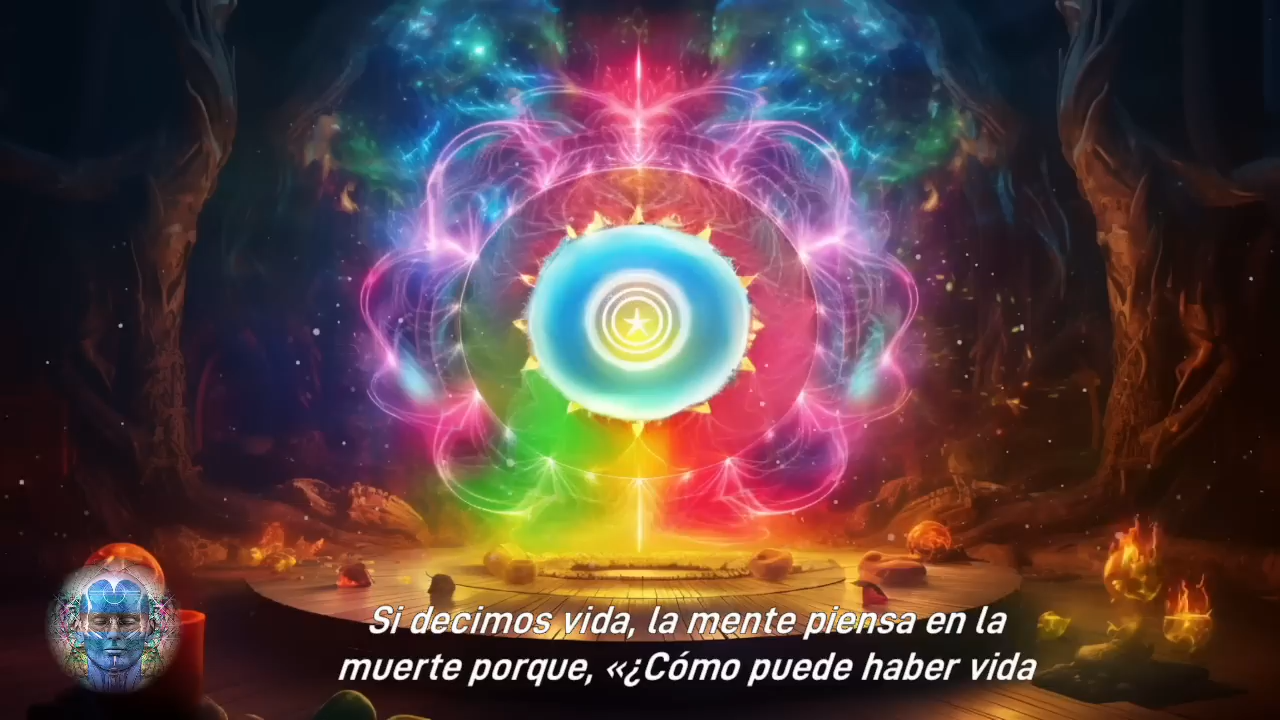 Si decimos vida, la mente piensa en la
muerte porque, «¿Cómo puede haber vida